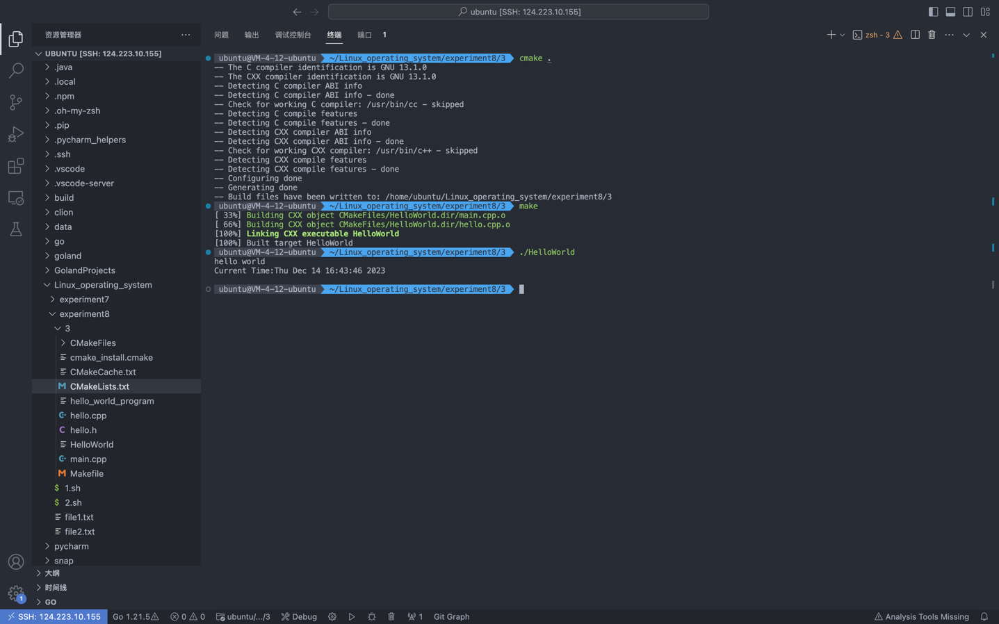 ubuntu [SSH: 124.223.10.155]
资源管理器
UBUNTU [SSH: 124.223.10.155]
.java
.local
.npm
.oh-my-zsh
.pip
.pycharm_helpers
.ssh
.vscode
.vscode-server
build
clion
data
go
goland
GolandProjects
Linux_operating_system
experiment7
experiment8
3
CMakeFiles
cmake_install.cmake
CMakeCache.txt
M CMakeLists.txt
hello_world_program
hello.cpp
C hello.h
HelloWorld
main.cpp
M Makefile
$ 1.sh
$ 2.sh
file1.txt
file2.txt
pycharm
snap
大纲
时间线
GO
1
问题 输出 调试控制台 终端 端口 1
zsh - 3
ubuntu@VM-4-12-ubuntu ~/Linux_operating_system/experiment8/3 cmake .
-- The C compiler identification is GNU 13.1.0
-- The CXX compiler identification is GNU 13.1.0
-- Detecting C compiler ABI info
-- Detecting C compiler ABI info - done
-- Check for working C compiler: /usr/bin/cc - skipped
-- Detecting C compile features
-- Detecting C compile features - done
-- Detecting CXX compiler ABI info
-- Detecting CXX compiler ABI info - done
-- Check for working CXX compiler: /usr/bin/c++ - skipped
-- Detecting CXX compile features
-- Detecting CXX compile features - done
-- Configuring done
-- Generating done
-- Build files have been written to: /home/ubuntu/Linux_operating_system/experiment8/3
ubuntu@VM-4-12-ubuntu ~/Linux_operating_system/experiment8/3 make
[ 33%] Building CXX object CMakeFiles/HelloWorld.dir/main.cpp.o
[ 66%] Building CXX object CMakeFiles/HelloWorld.dir/hello.cpp.o
[100%] Linking CXX executable HelloWorld
[100%] Built target HelloWorld
ubuntu@VM-4-12-ubuntu ~/Linux_operating_system/experiment8/3 ./HelloWorld
hello world
Current Time:Thu Dec 14 16:43:46 2023
ubuntu@VM-4-12-ubuntu ~/Linux_operating_system/experiment8/3
SSH: 124.223.10.155 Go 1.21.5 0 0 ubuntu/.../3 Debug 1 Git Graph Analysis Tools Missing